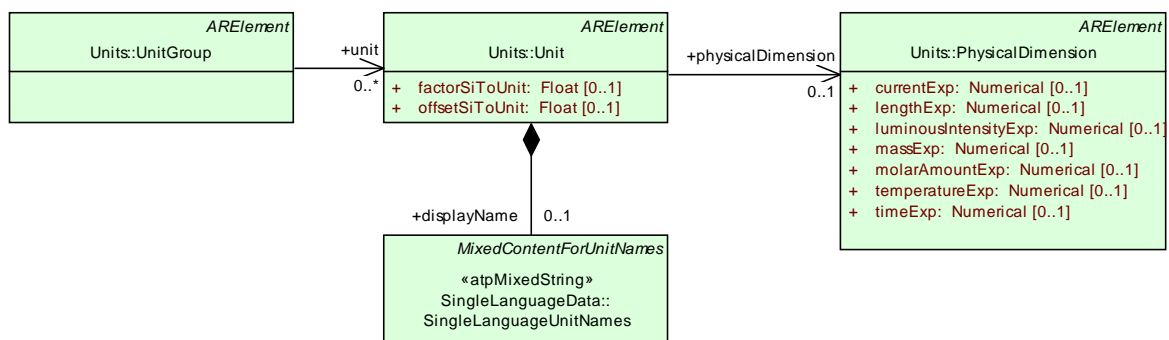 ARElement
Units::UnitGroup
+unit
0..*
ARElement
Units::Unit
+ factorSiToUnit: Float [0..1]
+ offsetSiToUnit: Float [0..1]
+physicalDimension
0..1
ARElement
Units::PhysicalDimension
+ currentExp: Numerical [0..1]
+ lengthExp: Numerical [0..1]
+ luminousIntensityExp: Numerical [0..1]
+ massExp: Numerical [0..1]
+ molarAmountExp: Numerical [0..1]
+ temperatureExp: Numerical [0..1]
+ timeExp: Numerical [0..1]
+displayName
0..1
MixedContentForUnitNames
«atpMixedString»
SingleLanguageData::
SingleLanguageUnitNames